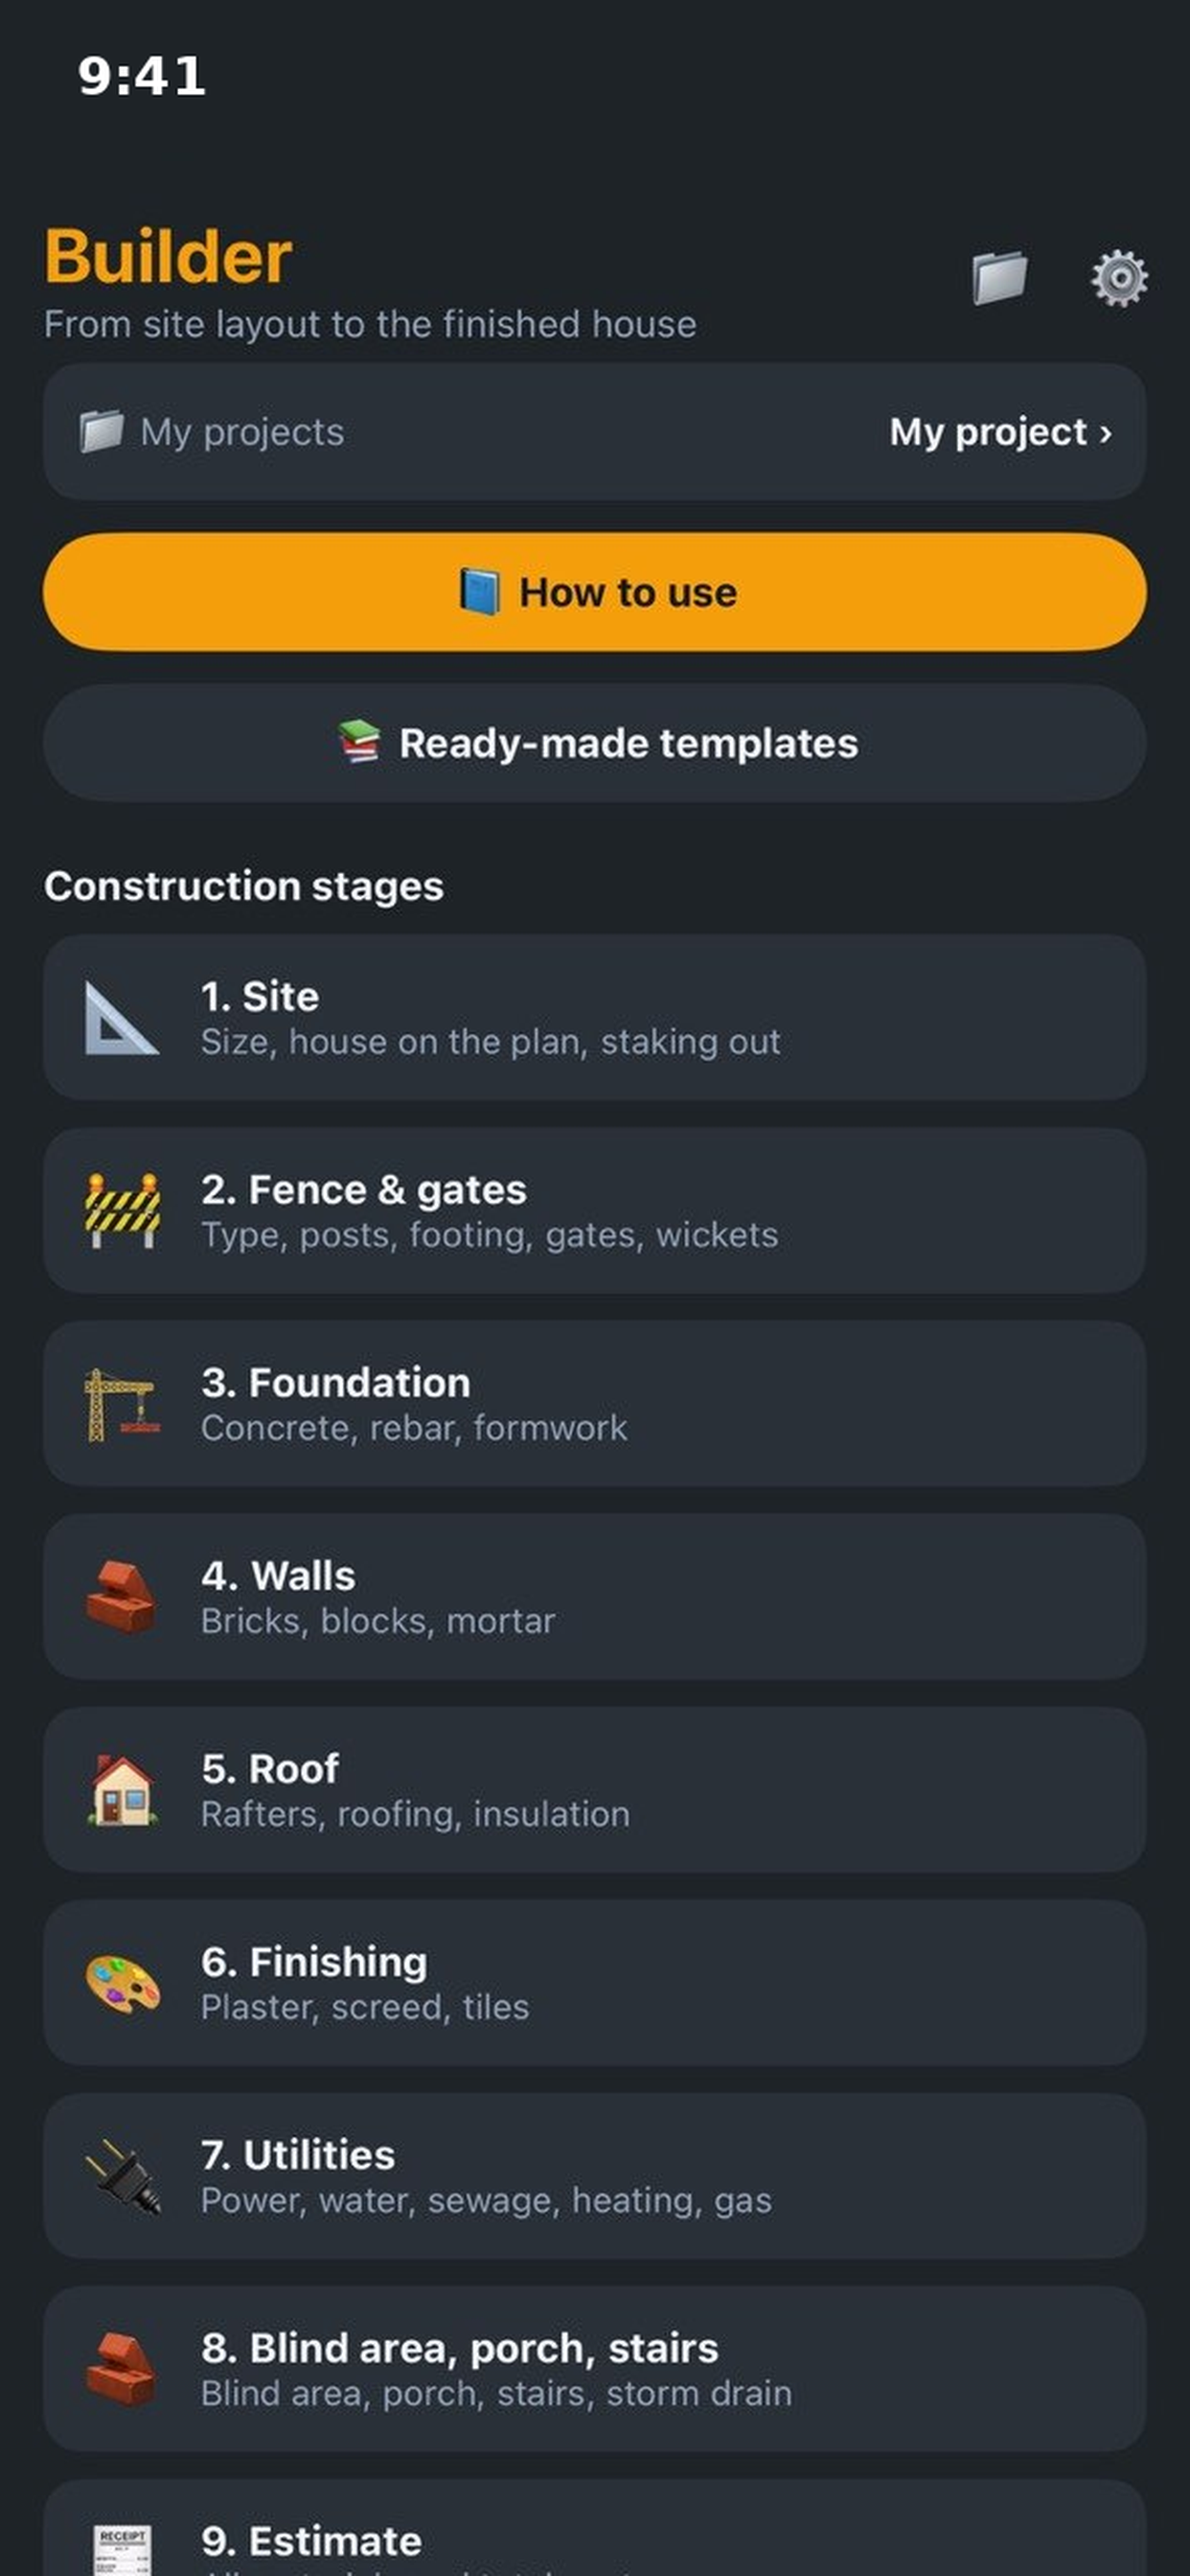 9:41
Builder
From site layout to the finished house
My projects
My project ›
How to use
Ready-made templates
Construction stages
1. Site
Size, house on the plan, staking out
2. Fence & gates
Type, posts, footing, gates, wickets
3. Foundation
Concrete, rebar, formwork
4. Walls
Bricks, blocks, mortar
5. Roof
Rafters, roofing, insulation
6. Finishing
Plaster, screed, tiles
7. Utilities
Power, water, sewage, heating, gas
8. Blind area, porch, stairs
Blind area, porch, stairs, storm drain
RECEIPT
9. Estimate